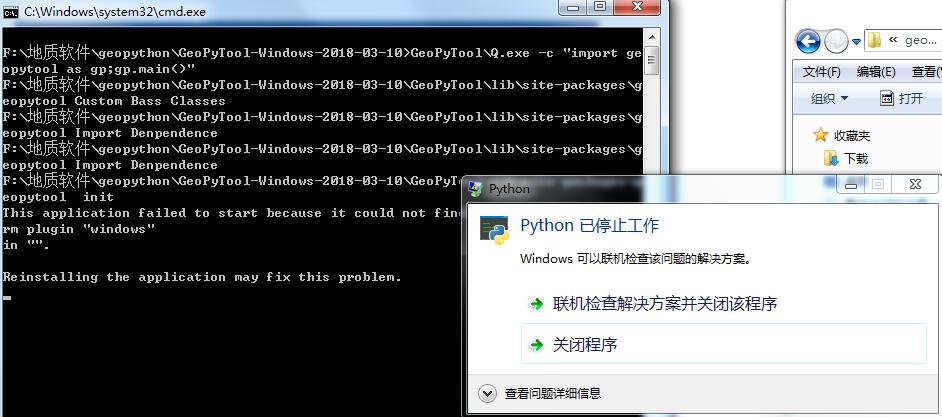 C:\Windows\system32\cmd.exe
F:\地质软件\geopython\GeoPyTool-Windows-2018-03-10>GeoPyTool\Q.exe -c "import ge
opytool as gp;gp.main()"
F:\地质软件\geopython\GeoPyTool-Windows-2018-03-10\GeoPyTool\lib\site-packages\g
eopytool Custom Bass Classes
F:\地质软件\geopython\GeoPyTool-Windows-2018-03-10\GeoPyTool\lib\site-packages\g
eopytool Import Denpendence
F:\地质软件\geopython\GeoPyTool-Windows-2018-03-10\GeoPyTool\lib\site-packages\g
eopytool Import Denpendence
F:\地质软件\geopython\GeoPyTool-Windows-2018-03-10\GeoPyT
eopytool  init
This application failed to start because it could not find
rm plugin "windows"
in "".
Reinstalling the application may fix this problem.
« geo...
文件(F) 编辑(E) 查看(
组织 打开
收藏夹
下载
Python
Python 已停止工作
Windows 可以联机检查该问题的解决方案。
联机检查解决方案并关闭该程序
关闭程序
查看问题详细信息